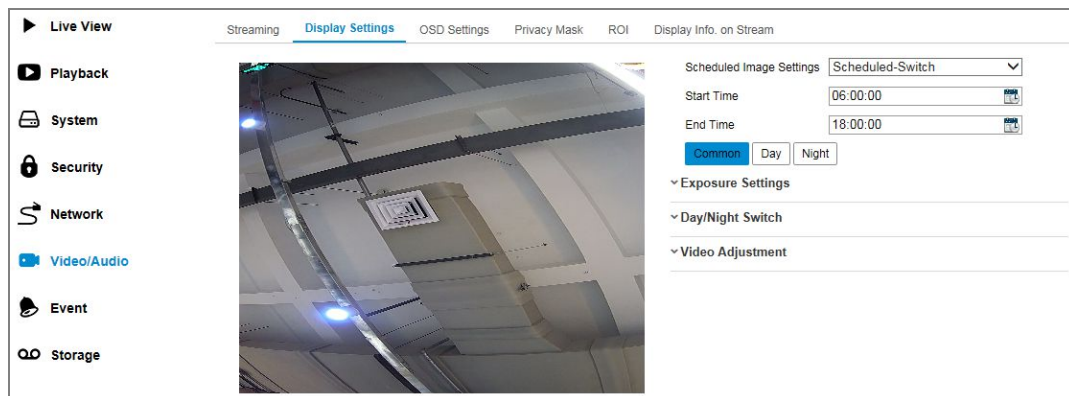 Live View
Playback
System
Security
Network
Video/Audio
Event
Storage
Streaming Display Settings OSD Settings Privacy Mask ROI Display Info. on Stream
Scheduled Image Settings Scheduled-Switch
Start Time 06:00:00
End Time 18:00:00
Common Day Night
Exposure Settings
Day/Night Switch
Video Adjustment